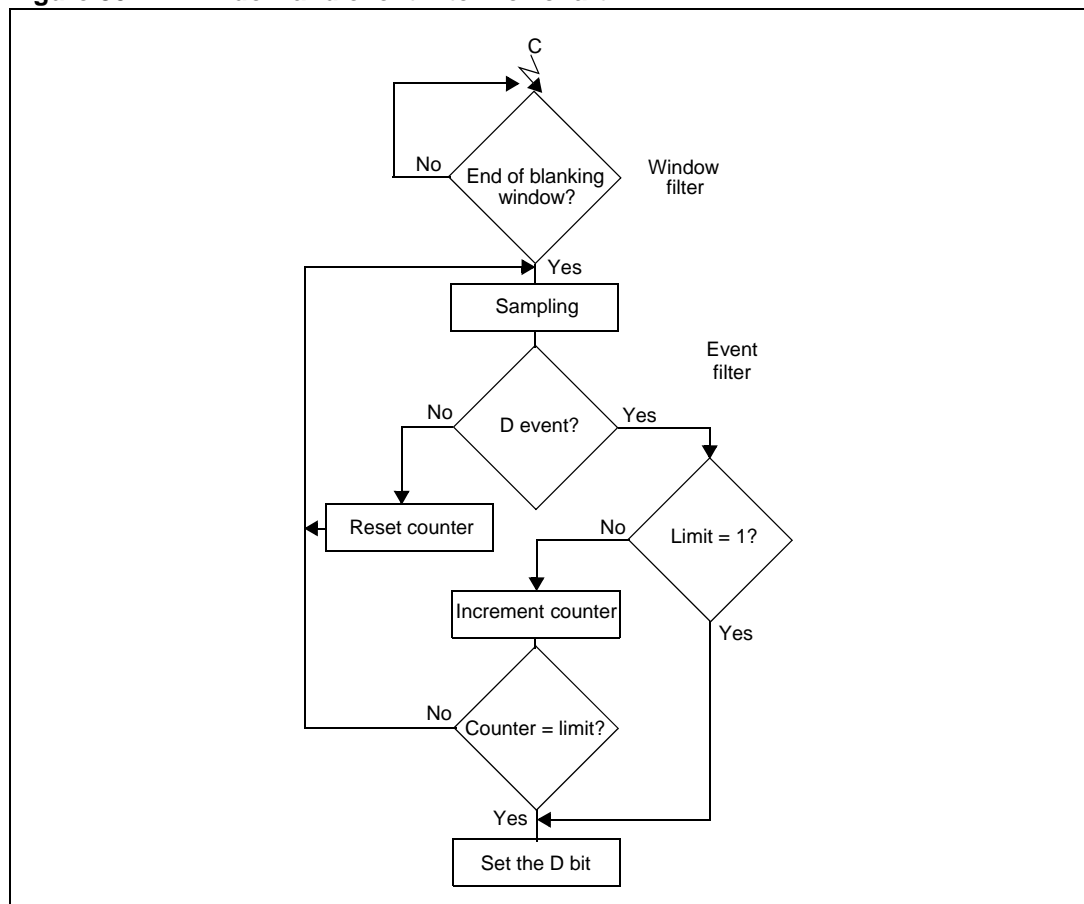 C
No
End of blanking
window?
Window
filter
Yes
Sampling
Event
filter
No
D event?
Yes
Reset counter
No
Limit = 1?
Increment counter
Yes
No
Counter = limit?
Yes
Set the D bit